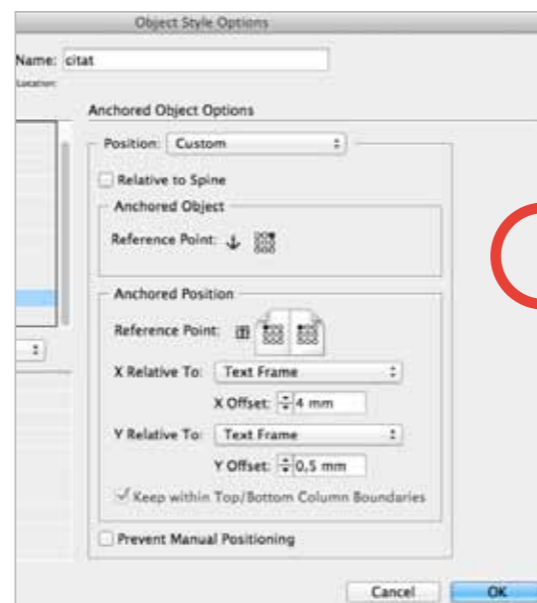 Object Style Options
Name: citat
Location:
Anchored Object Options
Position: Custom
Relative to Spine
Anchored Object
Reference Point:
Anchored Position
Reference Point:
X Relative To: Text Frame
X Offset: 4 mm
Y Relative To: Text Frame
Y Offset: 0,5 mm
Keep within Top/Bottom Column Boundaries
Prevent Manual Positioning
Cancel OK